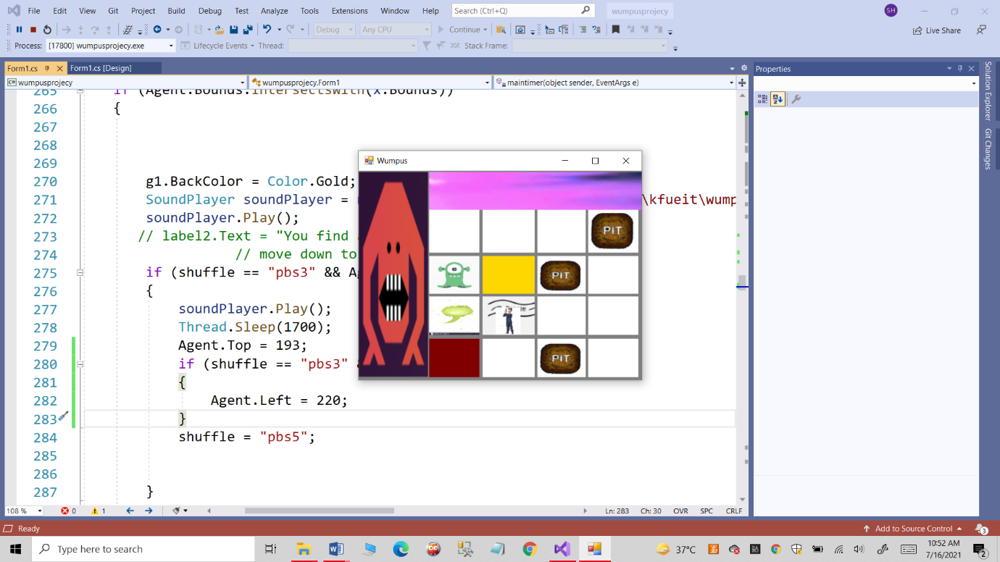 File Edit View Git Project Build Debug Test Analyze Tools Extensions Window Help Search (Ctrl+Q) wumpusprojecy SH
Debug Any CPU Continue Live Share
Process: [17800] wumpusprojecy.exe Lifecycle Events Thread: Stack Frame:
Form1.cs Form1.cs [Design] Properties
wumpusprojecy wumpusprojecy.Form1 maintimer(object sender, EventArgs e)
Solution Explorer
Git Changes
265 if (Agent.Bounds.IntersectsWith(x.Bounds))
266 {
267
268
269
270 g1.BackColor = Color.Gold;
271 SoundPlayer soundPlayer = \kfueit\wump
272 soundPlayer.Play();
273 // label2.Text = "You find
274 // move down to
275 if (shuffle == "pbs3" && Ag
276 {
277 soundPlayer.Play();
278 Thread.Sleep(1700);
279 Agent.Top = 193;
280 if (shuffle == "pbs3"
281 {
282 Agent.Left = 220;
283 }
284 shuffle = "pbs5";
285
286
287 }
Wumpus
PIT
PIT
PIT
108 % 0 1 Ln: 283 Ch: 30 OVR SPC CRLF
Ready Add to Source Control 3
Type here to search 37°C 10:52 AM
7/16/2021 2